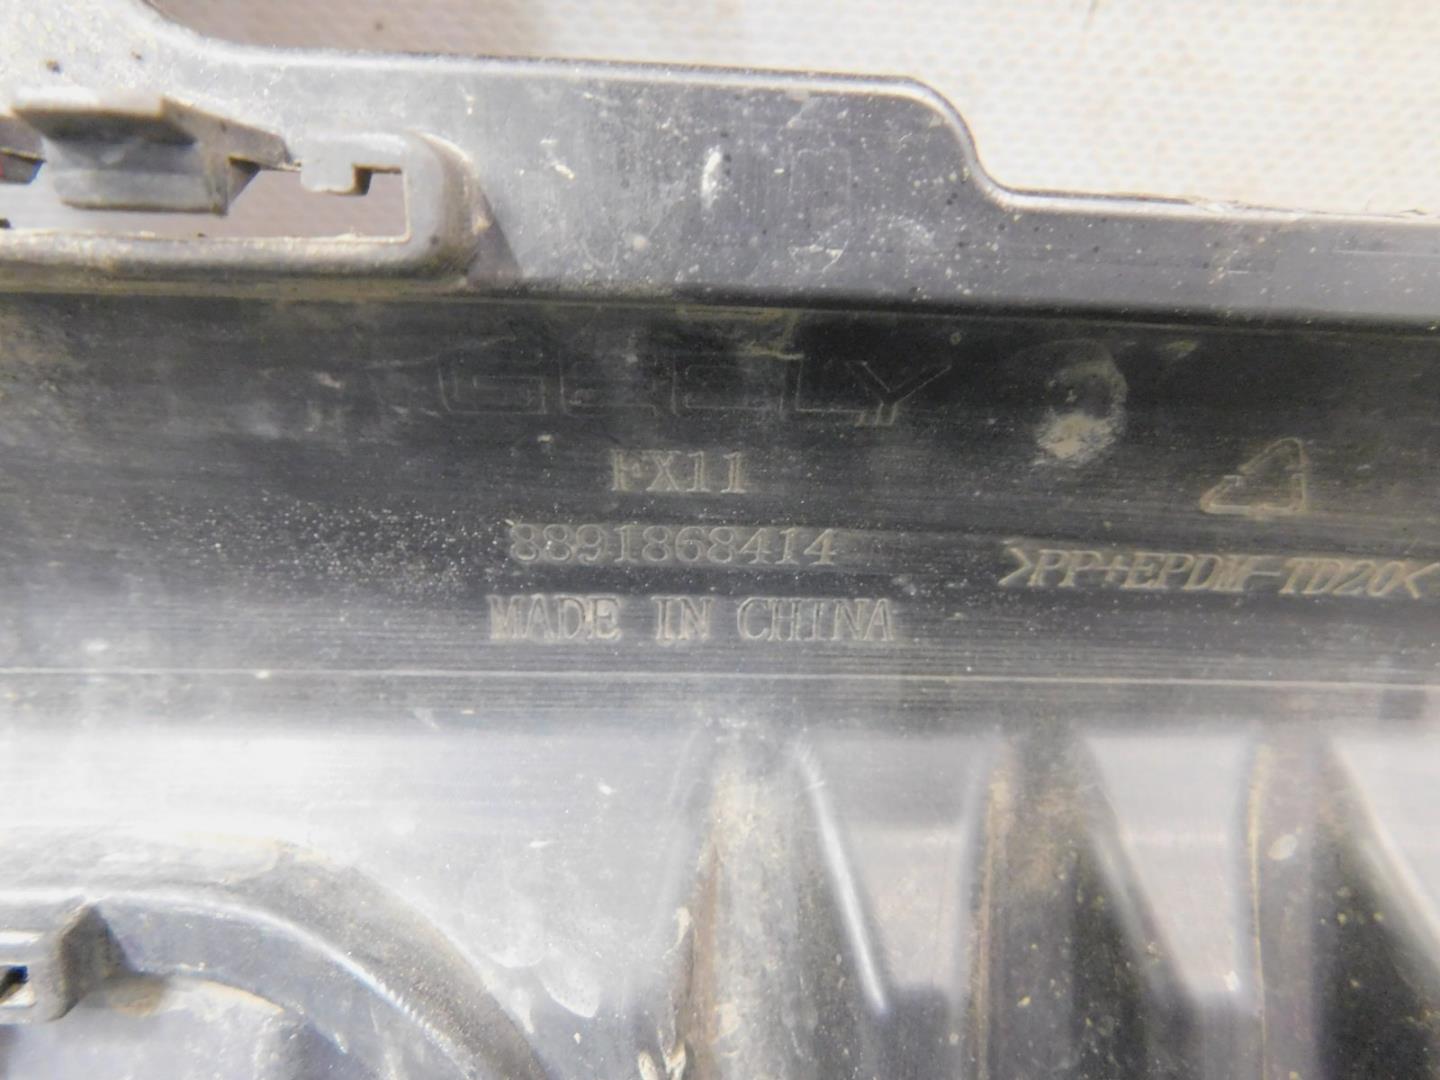 GEELY
FX11
8891868414
MADE IN CHINA
>PP+EPDM-TD20<